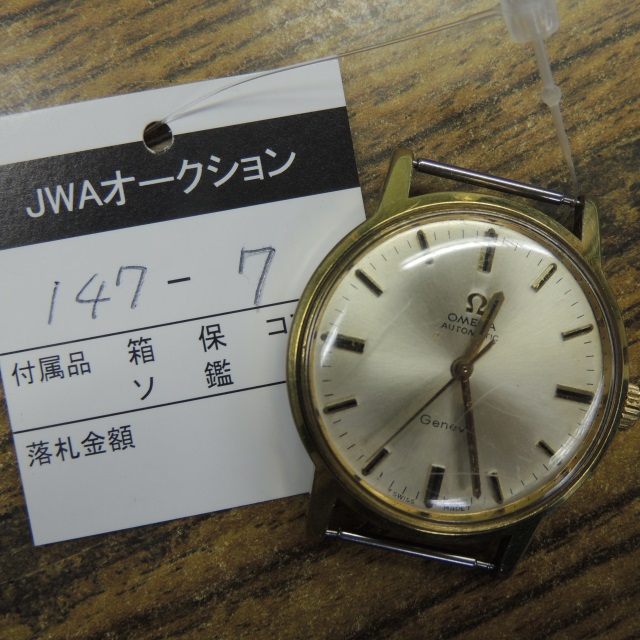 JWAオークション
147-7
付属品 箱 保 コ
ソ 鑑
落札金額
Ω
OMEGA
AUTOMATIC
Genève